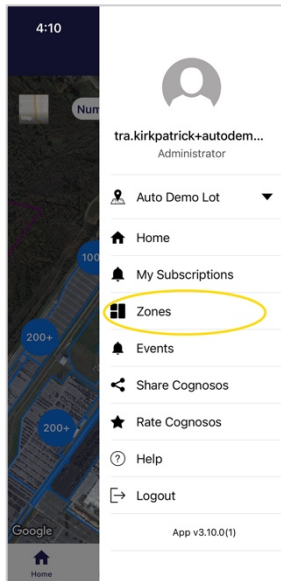 4:10
Map
Num
100
200+
200+
Google
Home
tra.kirkpatrick+autodem...
Administrator
Auto Demo Lot
Home
My Subscriptions
Zones
Events
Share Cognosos
Rate Cognosos
Help
Logout
App v3.10.0(1)